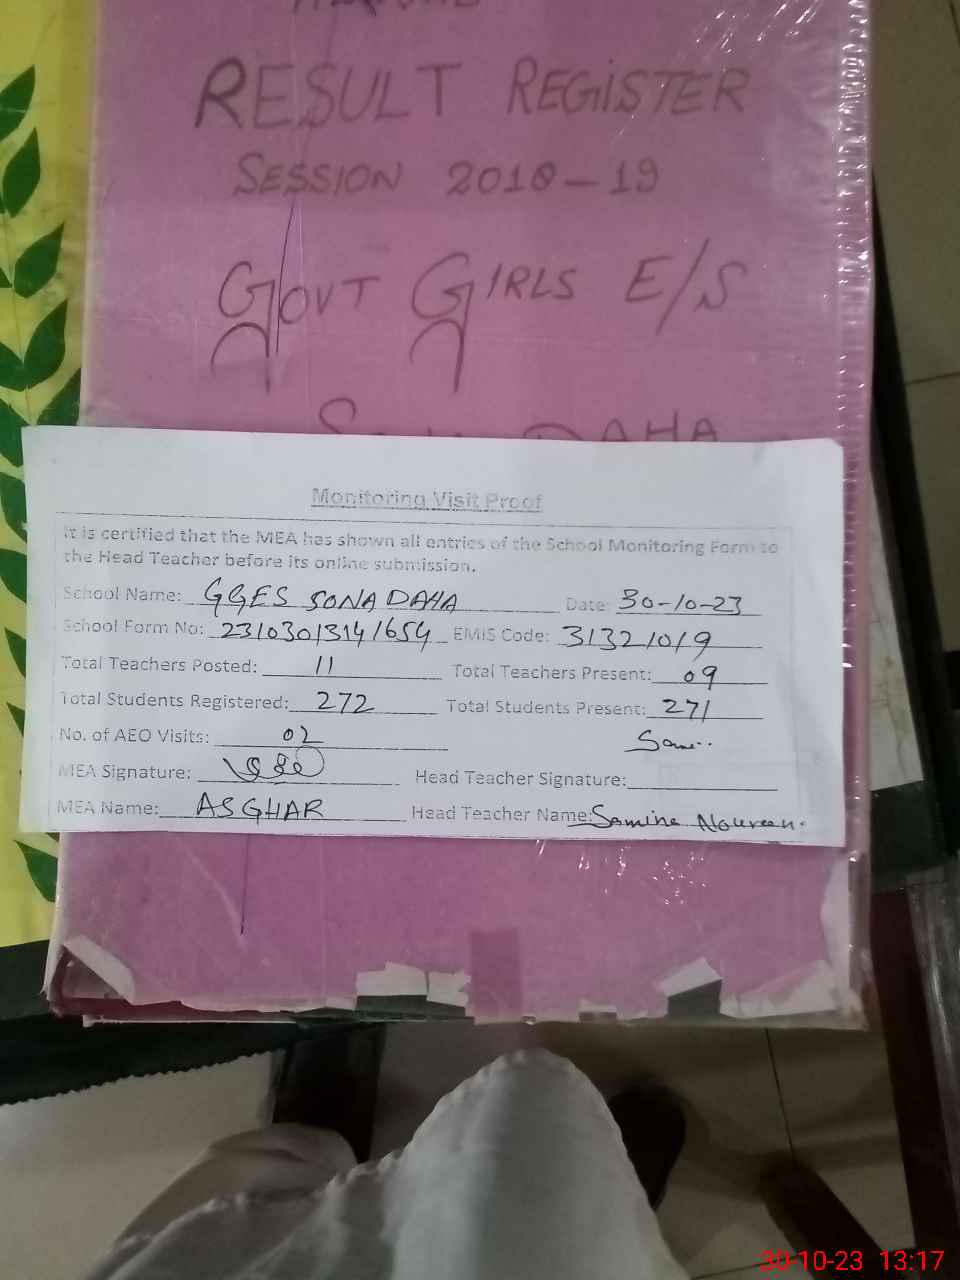 RESULT REGISTER
SESSION 2018-19
GOVT GIRLS E/S
DAHA
Monitoring Visit Proof
It is certified that the MEA has shown all entries of the School Monitoring Form to
the Head Teacher before its online submission.
School Name: GGES SONA DAHA Date: 30-10-23
School Form No: 23103013141654 EMIS Code: 31321019
Total Teachers Posted: 11 Total Teachers Present: 09
Total Students Registered: 272 Total Students Present: 271
No. of AEO Visits: 02
MEA Signature: Head Teacher Signature:
MEA Name: ASGHAR Head Teacher Name: Samina Noureen.
30-10-23 13:17